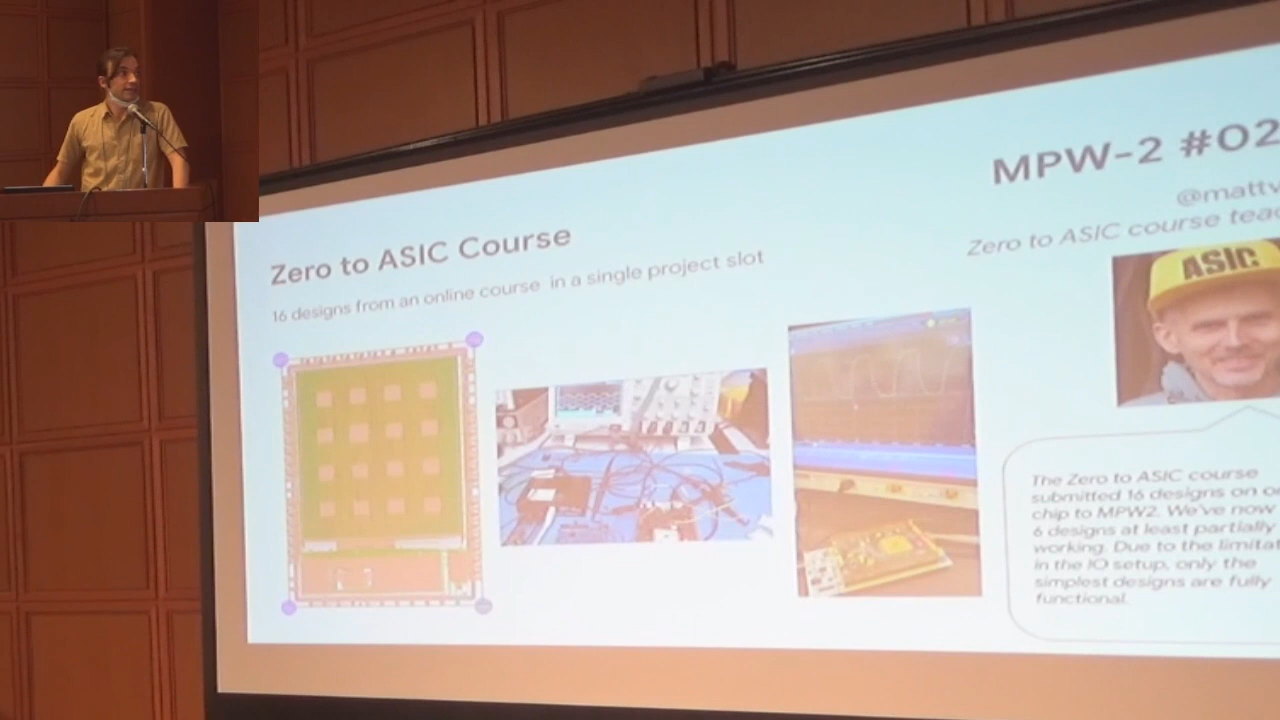 MPW-2 #02
@mattv
Zero to ASIC course tea
Zero to ASIC Course
16 designs from an online course in a single project slot
ASIC
The Zero to ASIC course
submitted 16 designs on o
chip to MPW2. We've now
6 designs at least partially
working. Due to the limitat
in the IO setup, only the
simplest designs are fully
functional.